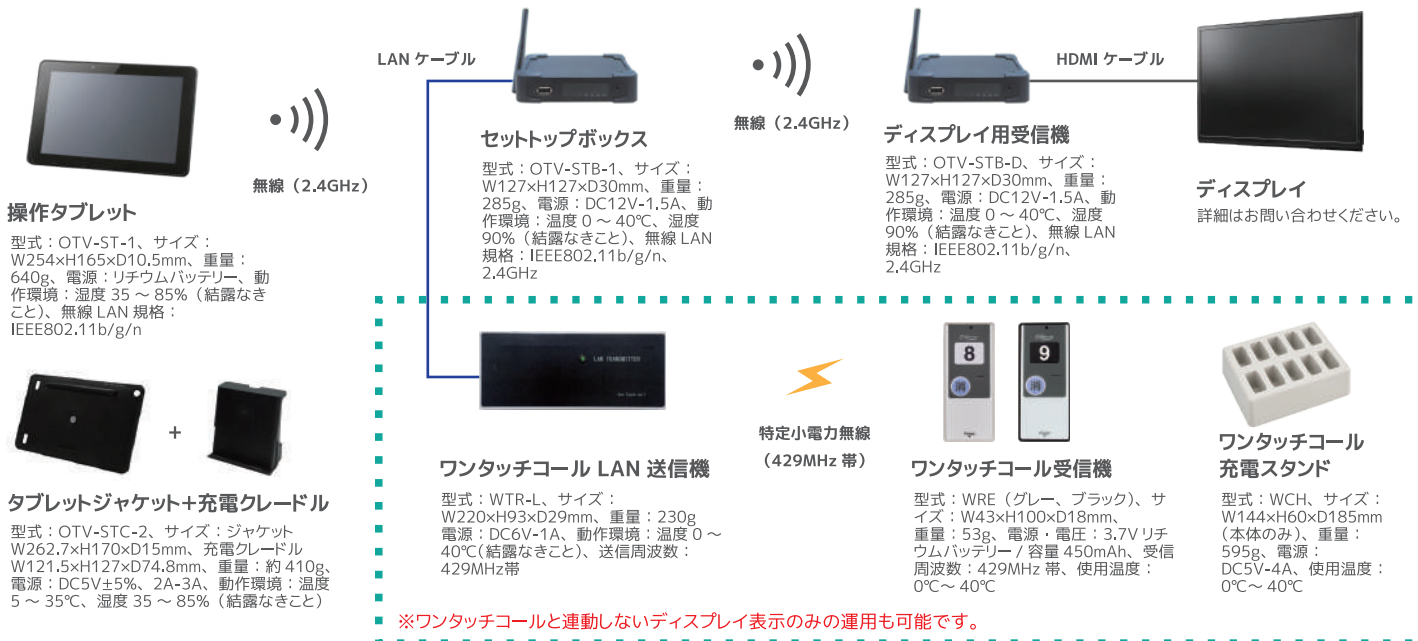 LAN ケーブル
HDMI ケーブル
無線（2.4GHz）
無線（2.4GHz）
操作タブレット
型式：OTV-ST-1、サイズ：
W254×H165×D10.5mm、重量：
640g、電源：リチウムバッテリー、動
作環境：湿度 35 ～ 85%（結露なき
こと）、無線 LAN 規格：
IEEE802.11b/g/n
セットトップボックス
型式：OTV-STB-1、サイズ：
W127×H127×D30mm、重量：
285g、電源：DC12V-1.5A、動
作環境：温度 0 ～ 40℃、湿度
90%（結露なきこと）、無線 LAN
規格：IEEE802.11b/g/n、
2.4GHz
ディスプレイ用受信機
型式：OTV-STB-D、サイズ：
W127×H127×D30mm、重量：
285g、電源：DC12V-1.5A、動
作環境：温度 0 ～ 40℃、湿度
90%（結露なきこと）、無線 LAN
規格：IEEE802.11b/g/n、
2.4GHz
ディスプレイ
詳細はお問い合わせください。
+
タブレットジャケット+充電クレードル
型式：OTV-STC-2、サイズ：ジャケット
W262.7×H170×D15mm、充電クレードル
W121.5×H127×D74.8mm、重量：約 410g、
電源：DC5V±5%、2A-3A、動作環境：温度
5 ～ 35℃、湿度 35 ～ 85%（結露なきこと）
LAN TRANSMITTER
ワンタッチコール LAN 送信機
型式：WTR-L、サイズ：
W220×H93×D29mm、重量：230g
電源：DC6V-1A、動作環境：温度 0 ～
40℃(結露なきこと）、送信周波数：
429MHz帯
特定小電力無線
（429MHz 帯）
8
消
9
消
ワンタッチコール受信機
型式：WRE（グレー、ブラック）、サ
イズ：W43×H100×D18mm、
重量：53g、電源・電圧：3.7V リチ
ウムバッテリー / 容量 450mAh、受信
周波数：429MHz 帯、使用温度：
0℃～ 40℃
ワンタッチコール
充電スタンド
型式：WCH、サイズ：
W144×H60×D185mm
(本体のみ）、重量：
595g、電源：
DC5V-4A、使用温度：
0℃～ 40℃
※ワンタッチコールと連動しないディスプレイ表示のみの運用も可能です。